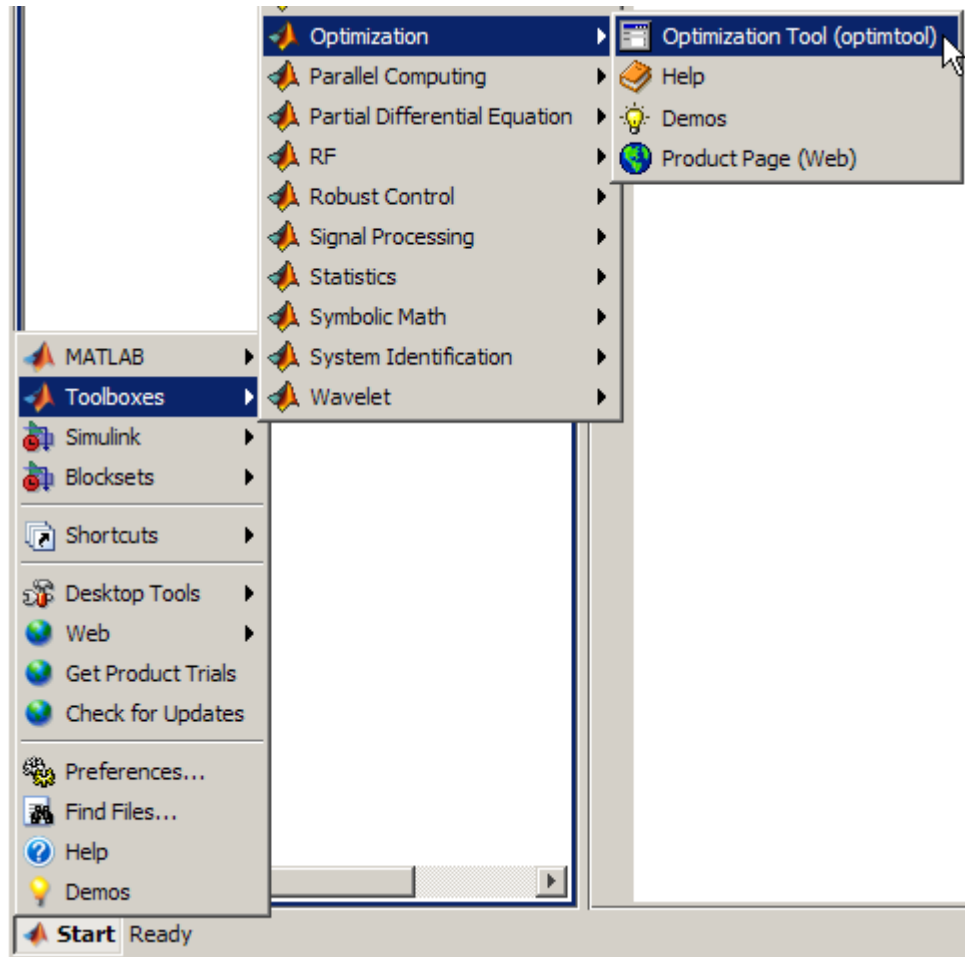 Optimization
Parallel Computing
Partial Differential Equation
RF
Robust Control
Signal Processing
Statistics
Symbolic Math
System Identification
Wavelet
Optimization Tool (optimtool)
Help
Demos
Product Page (Web)
MATLAB
Toolboxes
Simulink
Blocksets
Shortcuts
Desktop Tools
Web
Get Product Trials
Check for Updates
Preferences...
Find Files...
Help
Demos
Start Ready